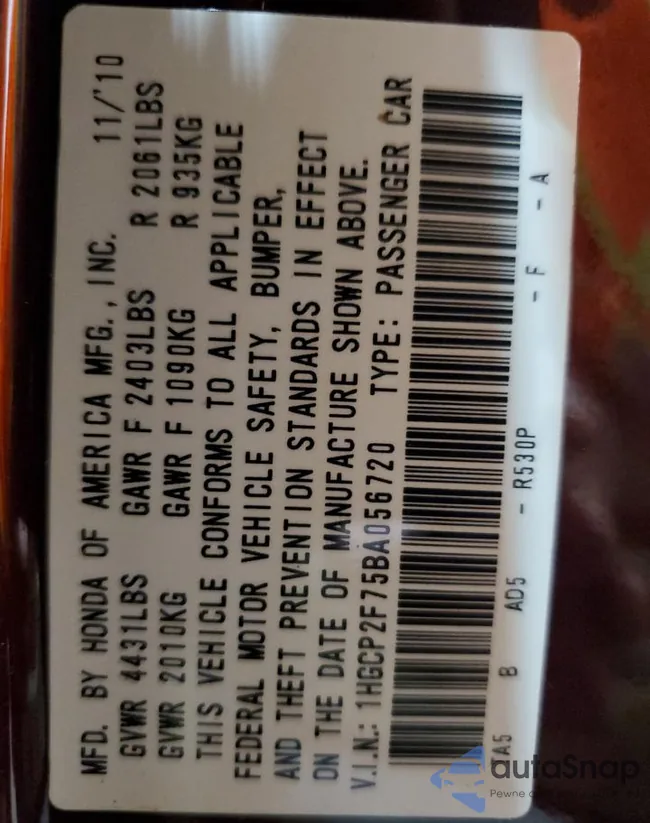 MFD. BY HONDA OF AMERICA MFG., INC. 11/'10
GVWR 4431LBS GAWR F 2403LBS R 2061LBS
GVWR 2010KG GAWR F 1090KG R 935KG
THIS VEHICLE CONFORMS TO ALL APPLICABLE
FEDERAL MOTOR VEHICLE SAFETY, BUMPER,
AND THEFT PREVENTION STANDARDS IN EFFECT
ON THE DATE OF MANUFACTURE SHOWN ABOVE.
V.I.N.: 1HGCP2F75BA056720 TYPE: PASSENGER CAR
TA5 B AD5 - R530P - F - A
autoSnap
Pewne